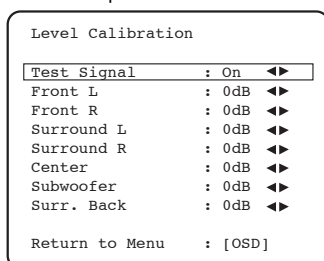 Level Calibration
Test Signal : On ◄►
Front L : 0dB ◄►
Front R : 0dB ◄►
Surround L : 0dB ◄►
Surround R : 0dB ◄►
Center : 0dB ◄►
Subwoofer : 0dB ◄►
Surr. Back : 0dB ◄►
Return to Menu : [OSD]